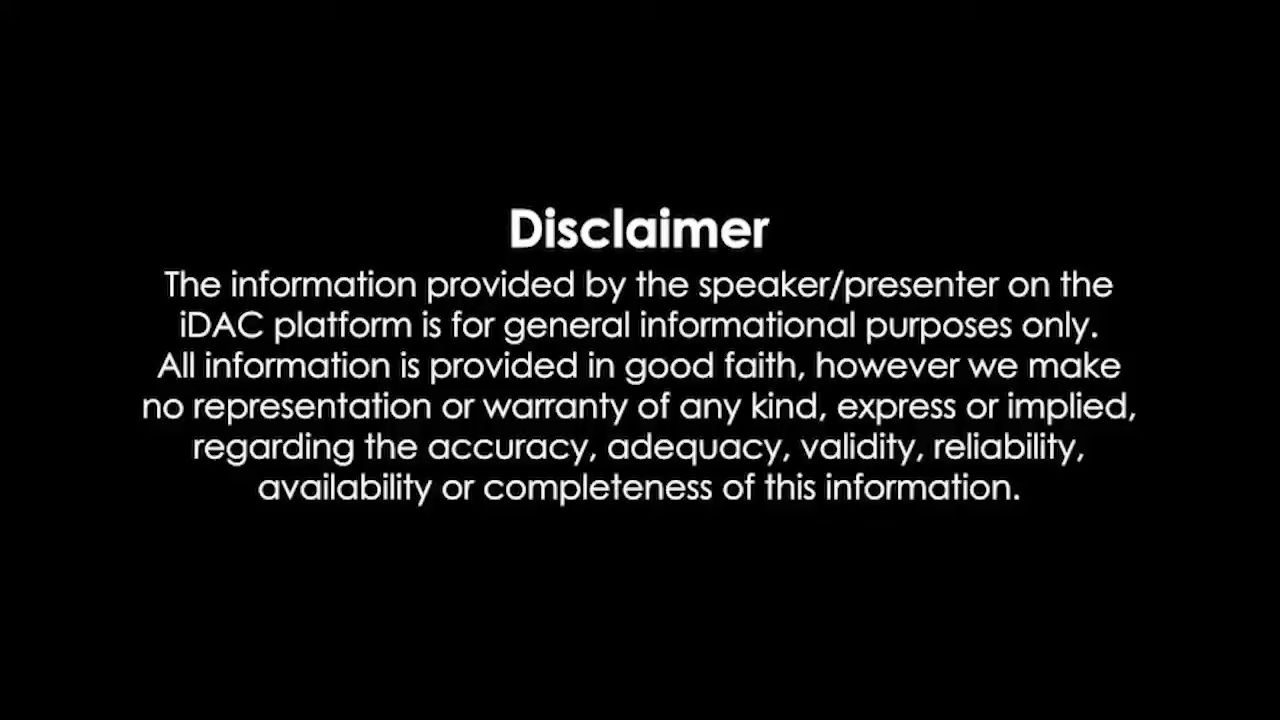 Disclaimer
The information provided by the speaker/presenter on the
iDAC platform is for general informational purposes only.
All information is provided in good faith, however we make
no representation or warranty of any kind, express or implied,
regarding the accuracy, adequacy, validity, reliability,
availability or completeness of this information.